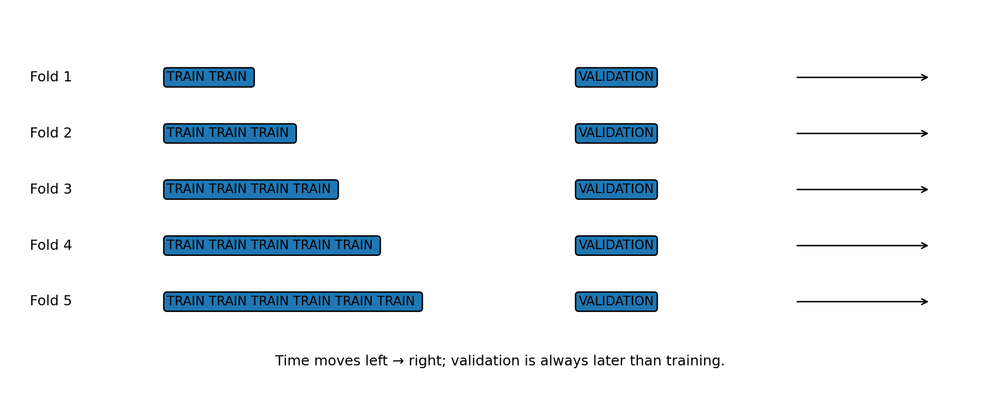 Fold 1 TRAIN TRAIN VALIDATION
Fold 2 TRAIN TRAIN TRAIN VALIDATION
Fold 3 TRAIN TRAIN TRAIN TRAIN VALIDATION
Fold 4 TRAIN TRAIN TRAIN TRAIN TRAIN VALIDATION
Fold 5 TRAIN TRAIN TRAIN TRAIN TRAIN TRAIN VALIDATION
Time moves left → right; validation is always later than training.